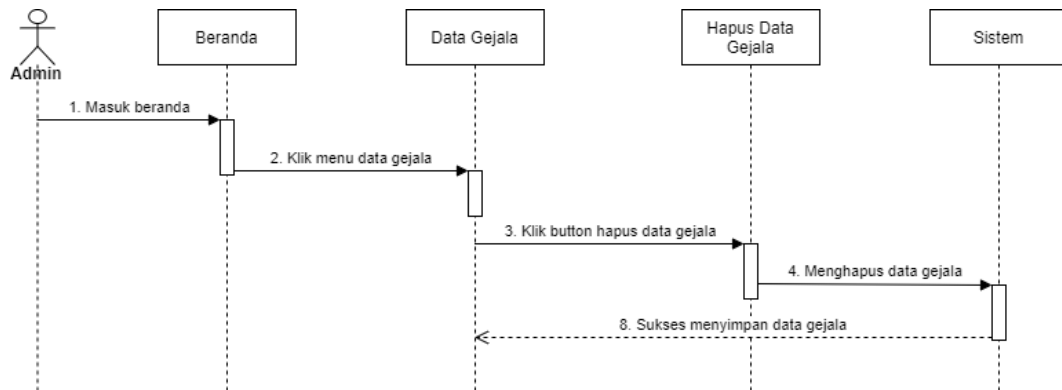 Admin
Beranda
Data Gejala
Hapus Data
Gejala
Sistem
1. Masuk beranda
2. Klik menu data gejala
3. Klik button hapus data gejala
4. Menghapus data gejala
8. Sukses menyimpan data gejala